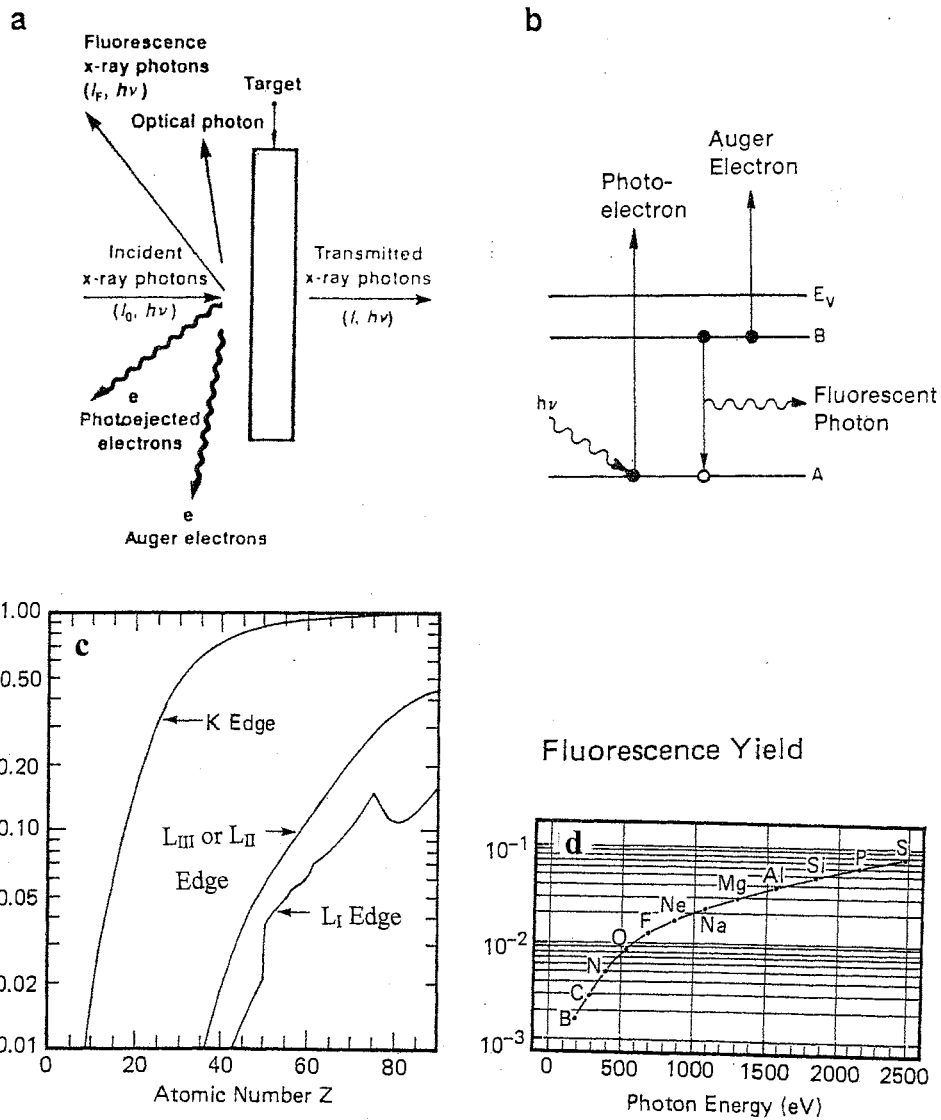 a
Fluorescence
x-ray photons
(I_F, hν)
Optical photon
Target
Incident
x-ray photons
(I_0, hν)
Transmitted
x-ray photons
(I, hν)
e
Photoejected
electrons
e
Auger electrons
b
Photo-
electron
Auger
Electron
E_V
B
hν
Fluorescent
Photon
A
c
1.00
0.50
0.20
0.10
0.05
0.02
0.01
K Edge
L_III or L_II
Edge
L_I Edge
0 20 40 60 80
Atomic Number Z
Fluorescence Yield
d
10^-1
10^-2
10^-3
B
C
N
O
F
Ne
Na
Mg
Al
Si
P
S
0 500 1000 1500 2000 2500
Photon Energy (eV)